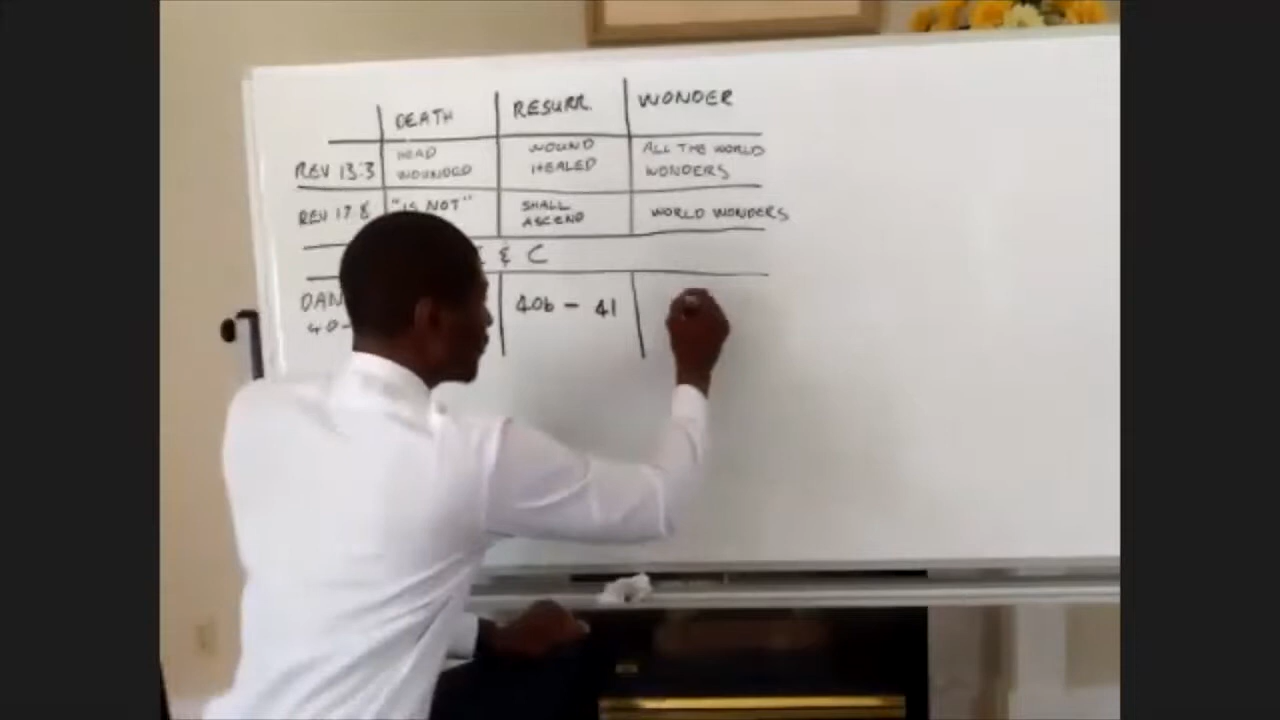 DEATH RESURR. WONDER
REV 13:3 HEAD WOUND ALL THE WORLD
WOUNDED HEALED WONDERS
REV 17:8 "IS NOT" SHALL WORLD WONDERS
ASCEND
& C
DAN 40b - 41
40-